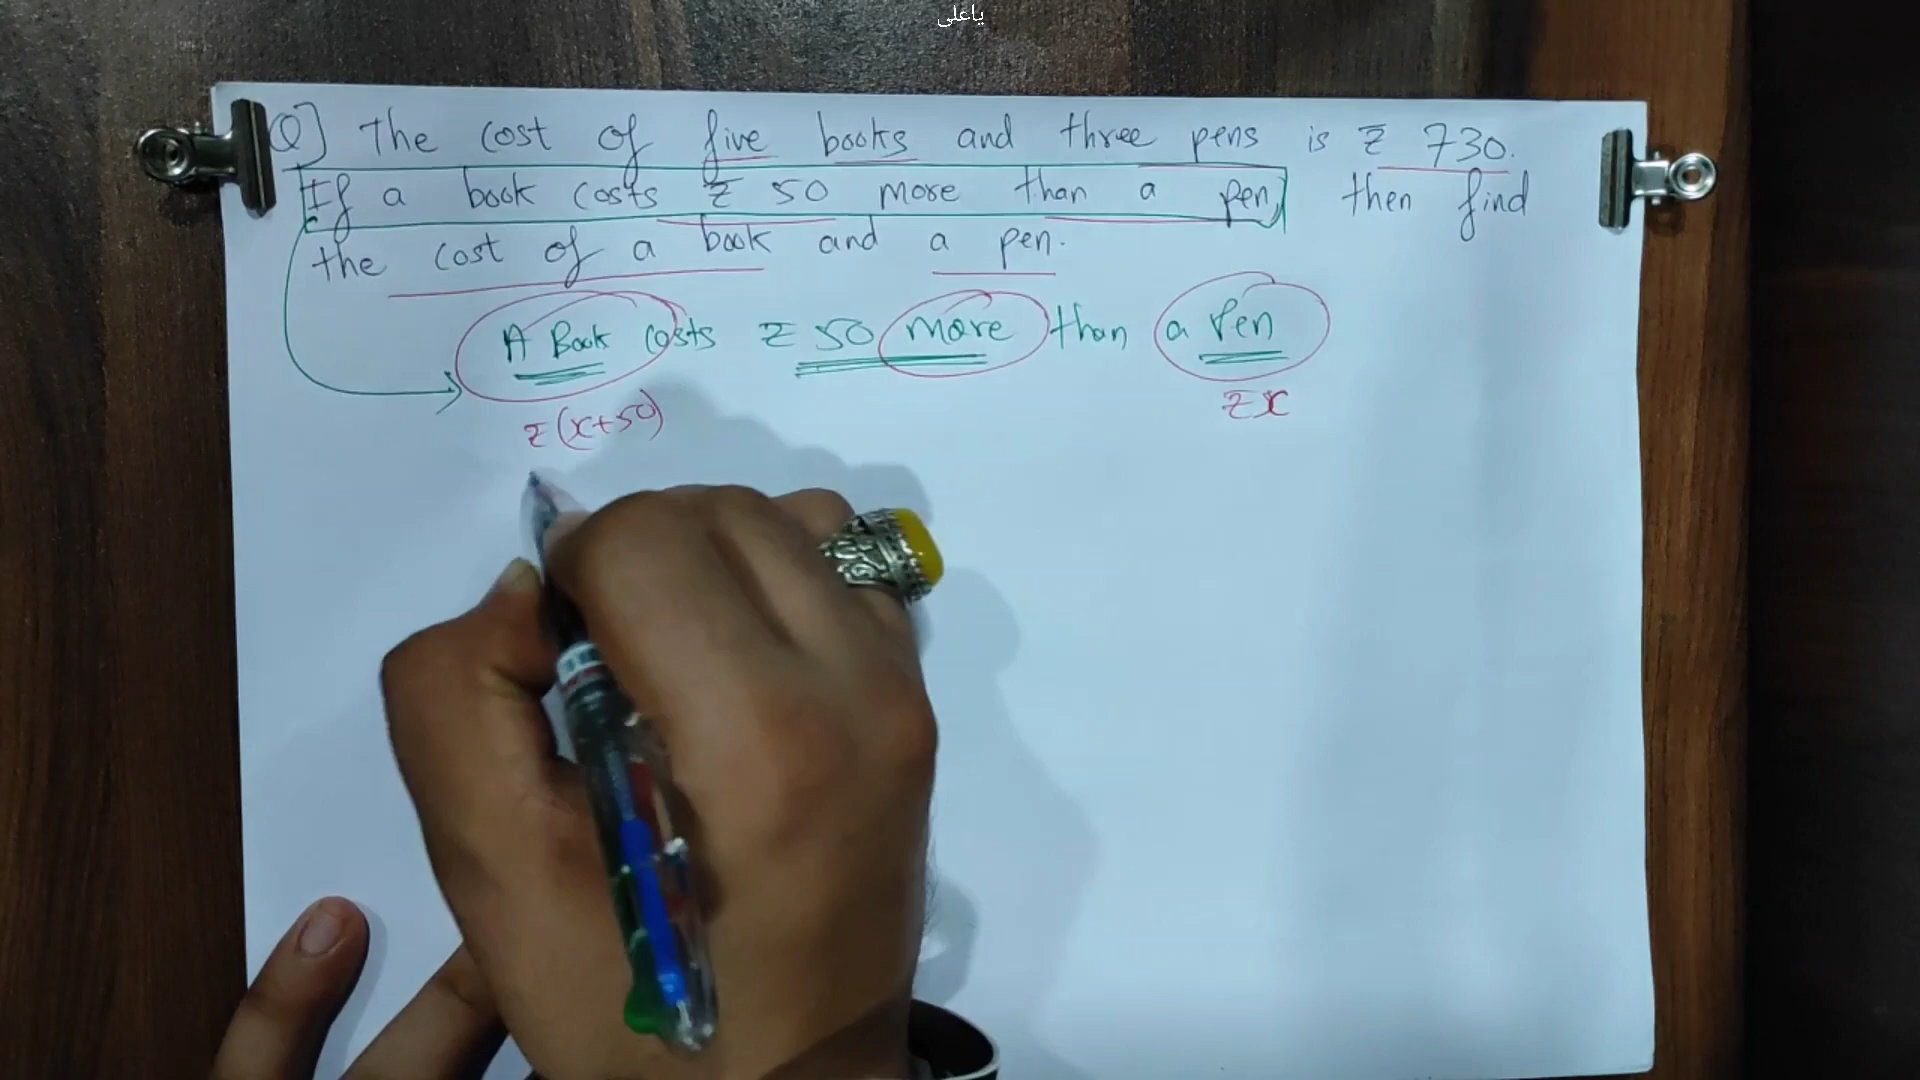 یاعلی
Q] The cost of five books and three pens is ₹ 730.
If a book costs ₹ 50 more than a pen, then find
the cost of a book and a pen.
A Book costs ₹ 50 more than a Pen
₹(x+50) ₹x